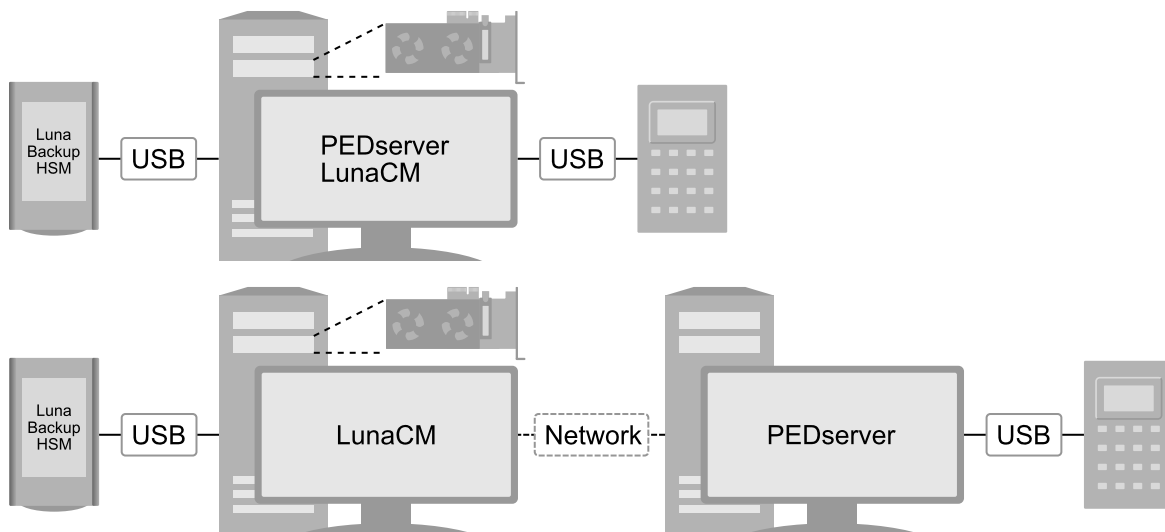 Luna
Backup
HSM
USB
PEDserver
LunaCM
USB
Luna
Backup
HSM
USB
LunaCM
Network
PEDserver
USB